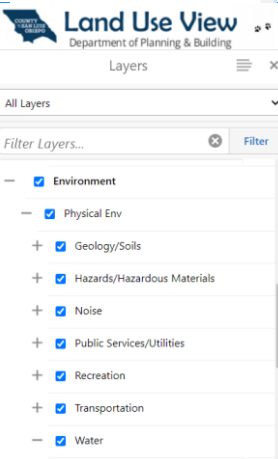 COUNTY
SAN LUIS
OBISPO
Land Use View
Department of Planning & Building
Layers
All Layers
Filter Layers...
Filter
Environment
Physical Env
Geology/Soils
Hazards/Hazardous Materials
Noise
Public Services/Utilities
Recreation
Transportation
Water